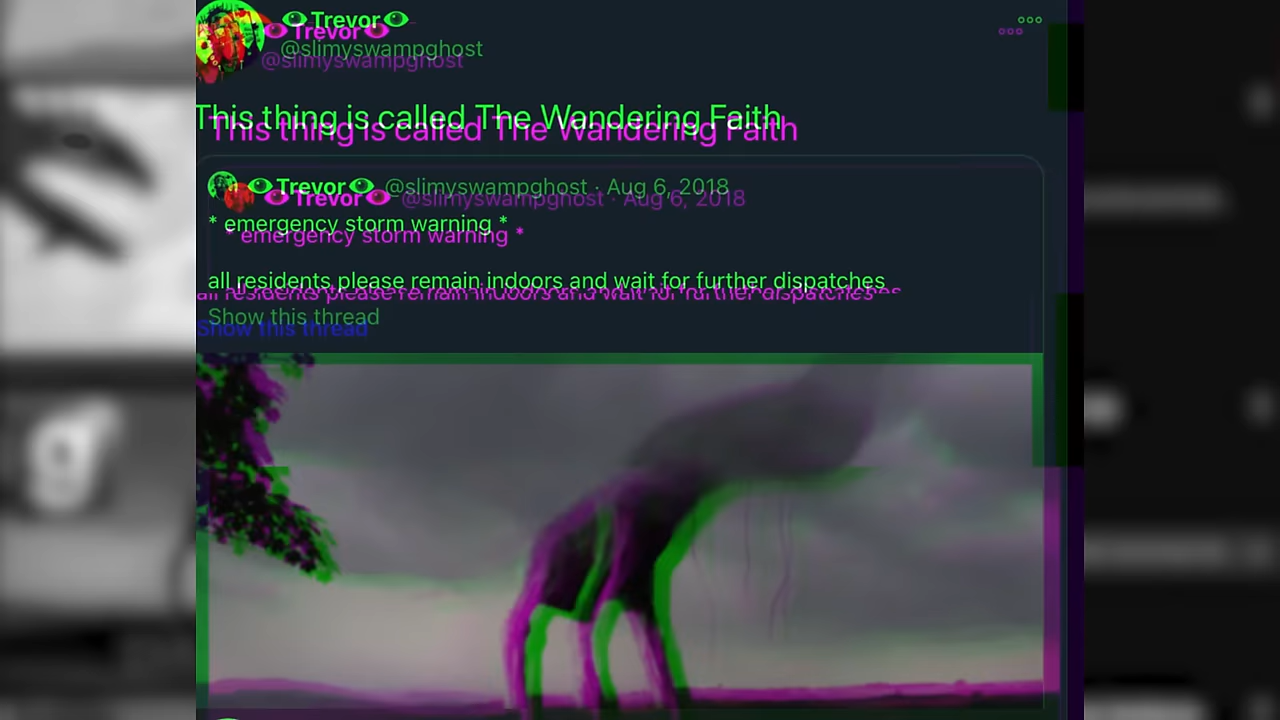 👁Trevor👁
@slimyswampghost
This thing is called The Wandering Faith
👁Trevor👁 @slimyswampghost · Aug 6, 2018
* emergency storm warning *
all residents please remain indoors and wait for further dispatches
Show this thread